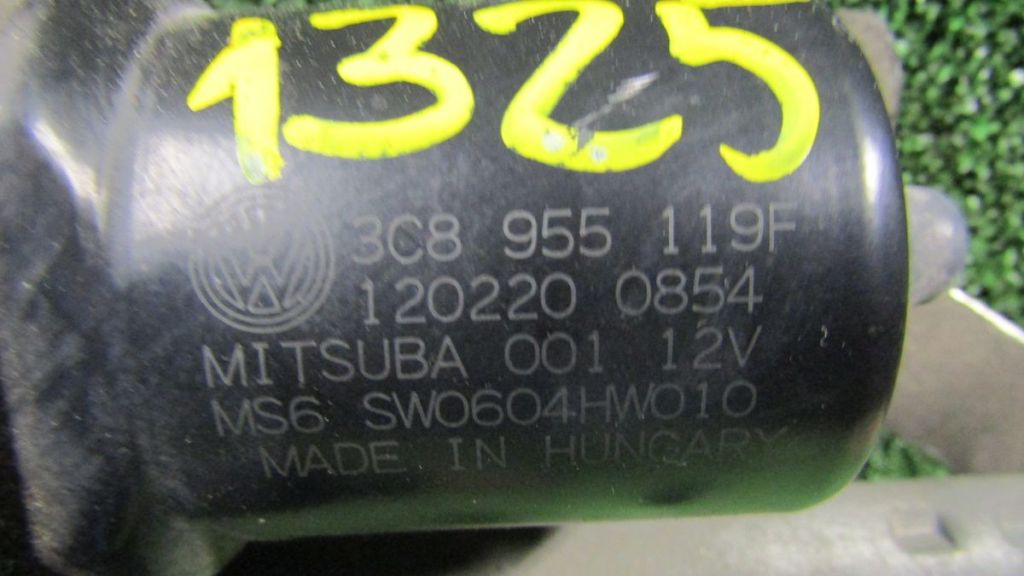 1325
3C8 955 119F
120220 0854
MITSUBA 001 12V
MS6 SW0604HW010
MADE IN HUNGARY